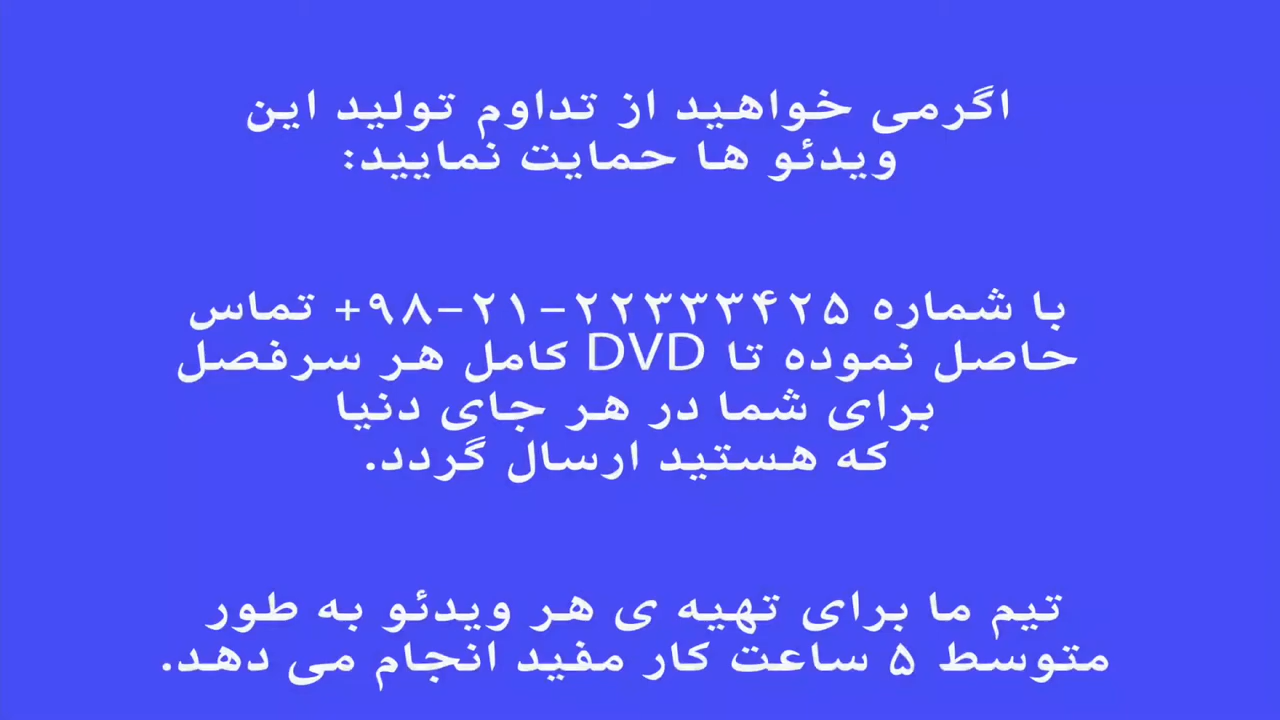 اگرمی خواهید از تداوم تولید این
ویدئو ها حمایت نمایید:
با شماره ۲۲۳۳۳۴۲۵-۲۱-۹۸+ تماس
حاصل نموده تا DVD کامل هر سرفصل
برای شما در هر جای دنیا
که هستید ارسال گردد.
تیم ما برای تهیه ی هر ویدئو به طور
متوسط ۵ ساعت کار مفید انجام می دهد.